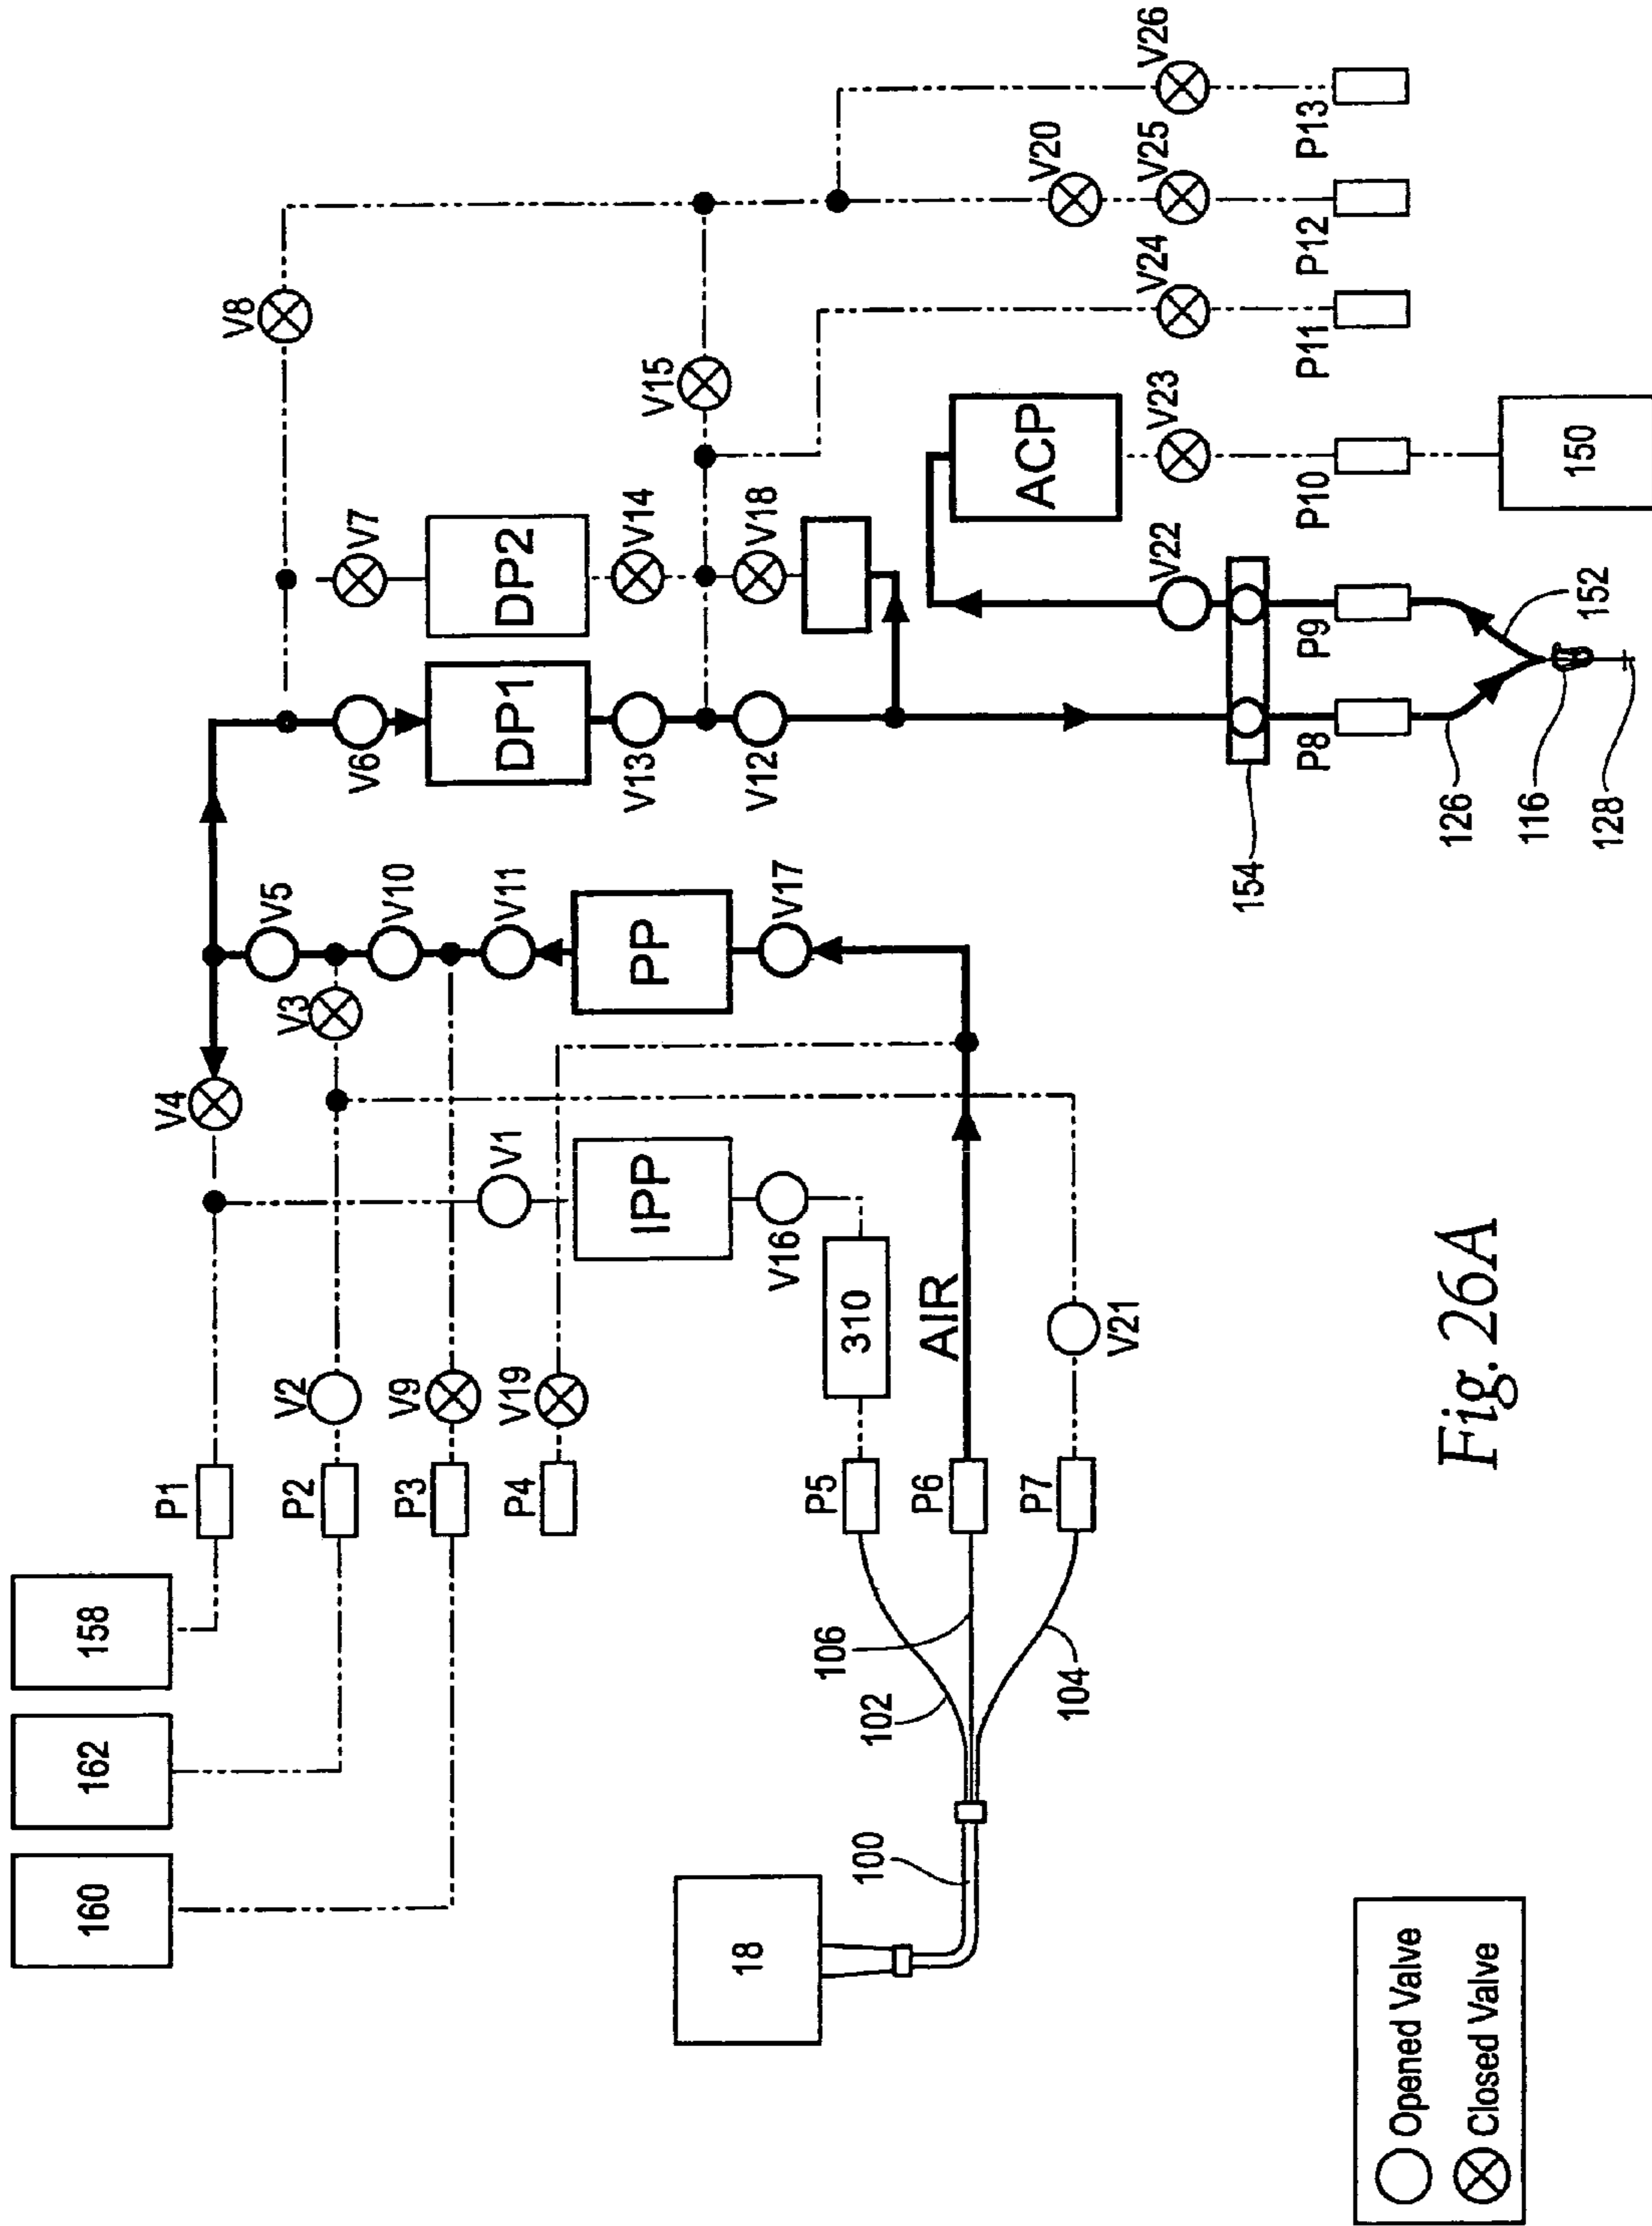 160
162
158
P1
P2
P3
P4
V2
V9
V19
V4
V3
V5
V10
V11
V1
IPP
V16
310
PP
V17
P5
P6
P7
AIR
V21
18
100
102
106
104
V8
V6
V7
DP1
DP2
V13
V14
V12
V18
V15
V20
V26
V25
V24
V23
V22
ACP
154
P8
P9
P10
P11
P12
P13
126
116
128
152
150
Opened Valve
Closed Valve
Fig. 26A